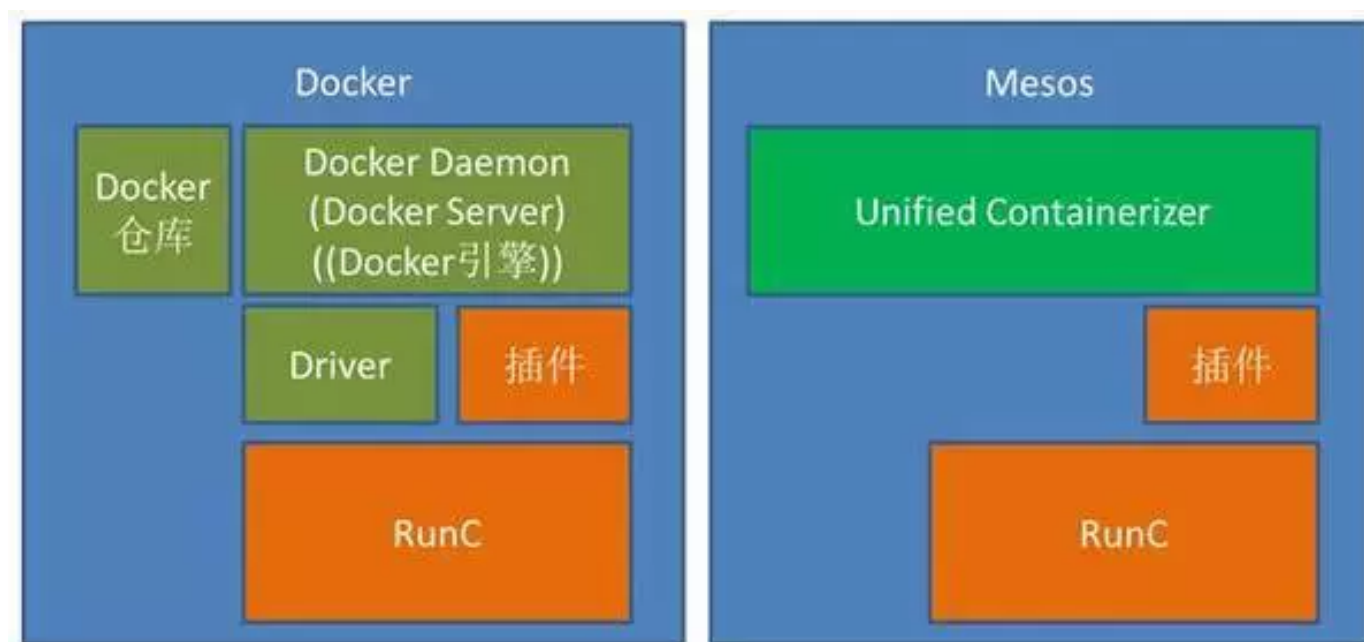 Docker
Docker
仓库
Docker Daemon
(Docker Server)
((Docker引擎))
Driver
插件
RunC
Mesos
Unified Containerizer
插件
RunC